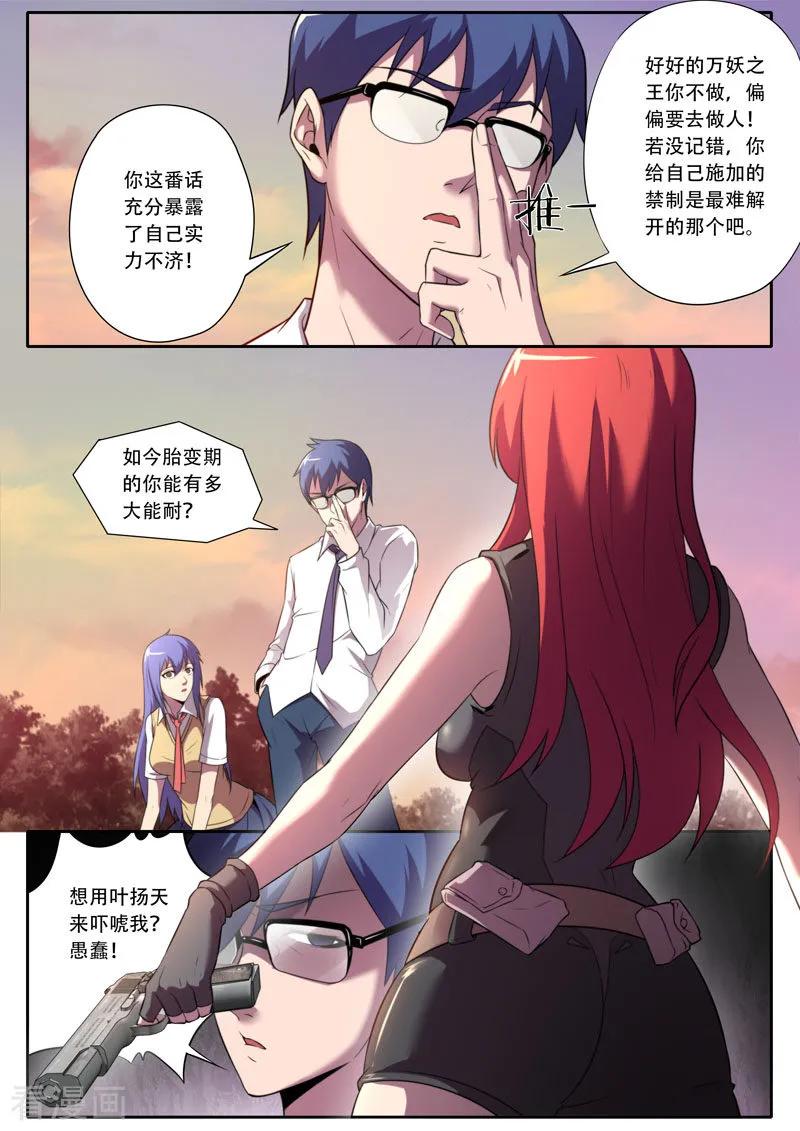 好好的万妖之
王你不做，偏
偏要去做人！
若没记错，你
给自己施加的
禁制是最难解
开的那个吧。
推一
你这番话
充分暴露
了自己实
力不济！
如今胎变期
的你能有多
大能耐？
想用叶扬天
来吓唬我？
愚蠢！
看漫画